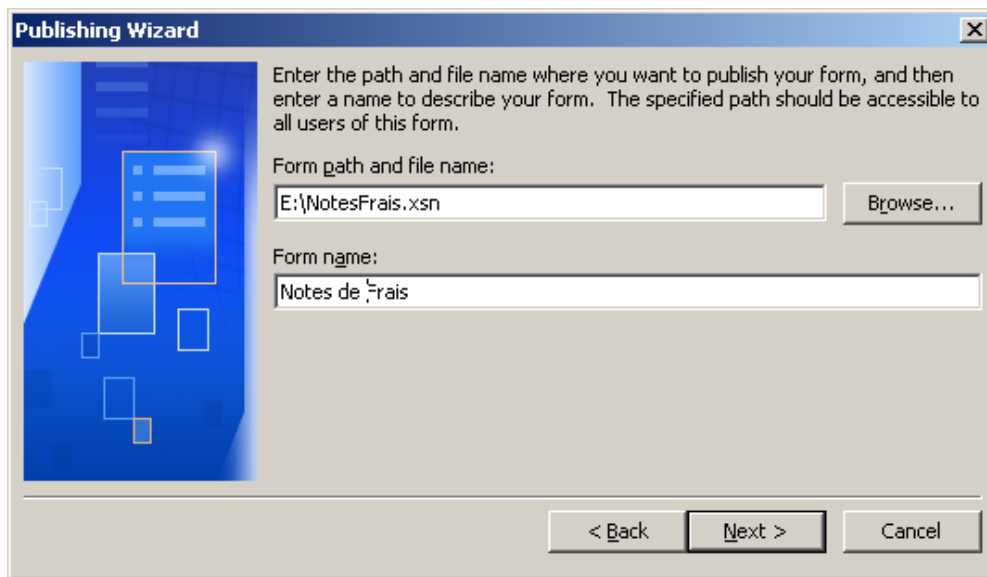 Publishing Wizard
Enter the path and file name where you want to publish your form, and then
enter a name to describe your form. The specified path should be accessible to
all users of this form.
Form path and file name:
E:\NotesFrais.xsn
Browse...
Form name:
Notes de Frais
< Back
Next >
Cancel